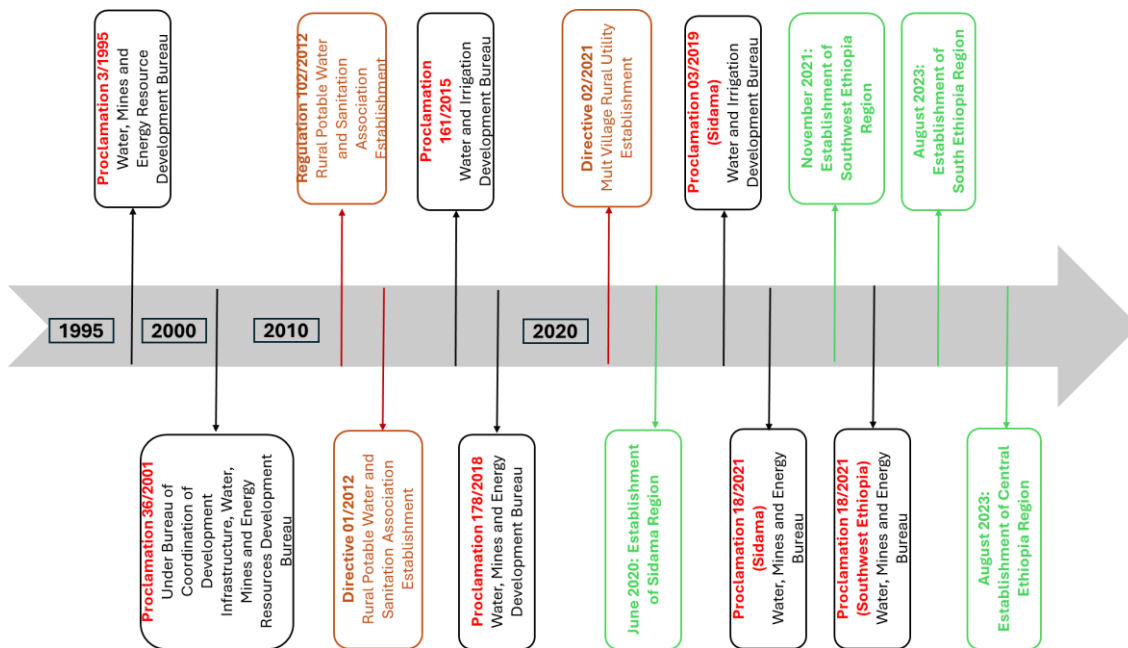 Proclamation 3/1995
Water, Mines and
Energy Resource
Development Bureau
Regulation 102/2012
Rural Potable Water
and Sanitation
Association
Establishment
Proclamation
161/2015
Water and Irrigation
Development Bureau
Directive 02/2021
Mult Village Rural Utility
Establishment
Proclamation 03/2019
(Sidama)
Water and Irrigation
Development Bureau
November 2021:
Establishment of
Southwest Ethiopia
Region
August 2023:
Establishment of
South Ethiopia Region
1995
2000
2010
2020
Proclamation 36/2001
Under Bureau of
Coordination of
Development
Infrastructure, Water,
Mines and Energy
Resources Development
Bureau
Directive 01/2012
Rural Potable Water and
Sanitation Association
Establishment
Proclamation 178/2018
Water, Mines and Energy
Development Bureau
June 2020: Establishment
of Sidama Region
Proclamation 18/2021
(Sidama)
Water, Mines and Energy
Bureau
Proclamation 18/2021
(Southwest Ethiopia)
Water, Mines and Energy
Bureau
August 2023:
Establishment of Central
Ethiopia Region